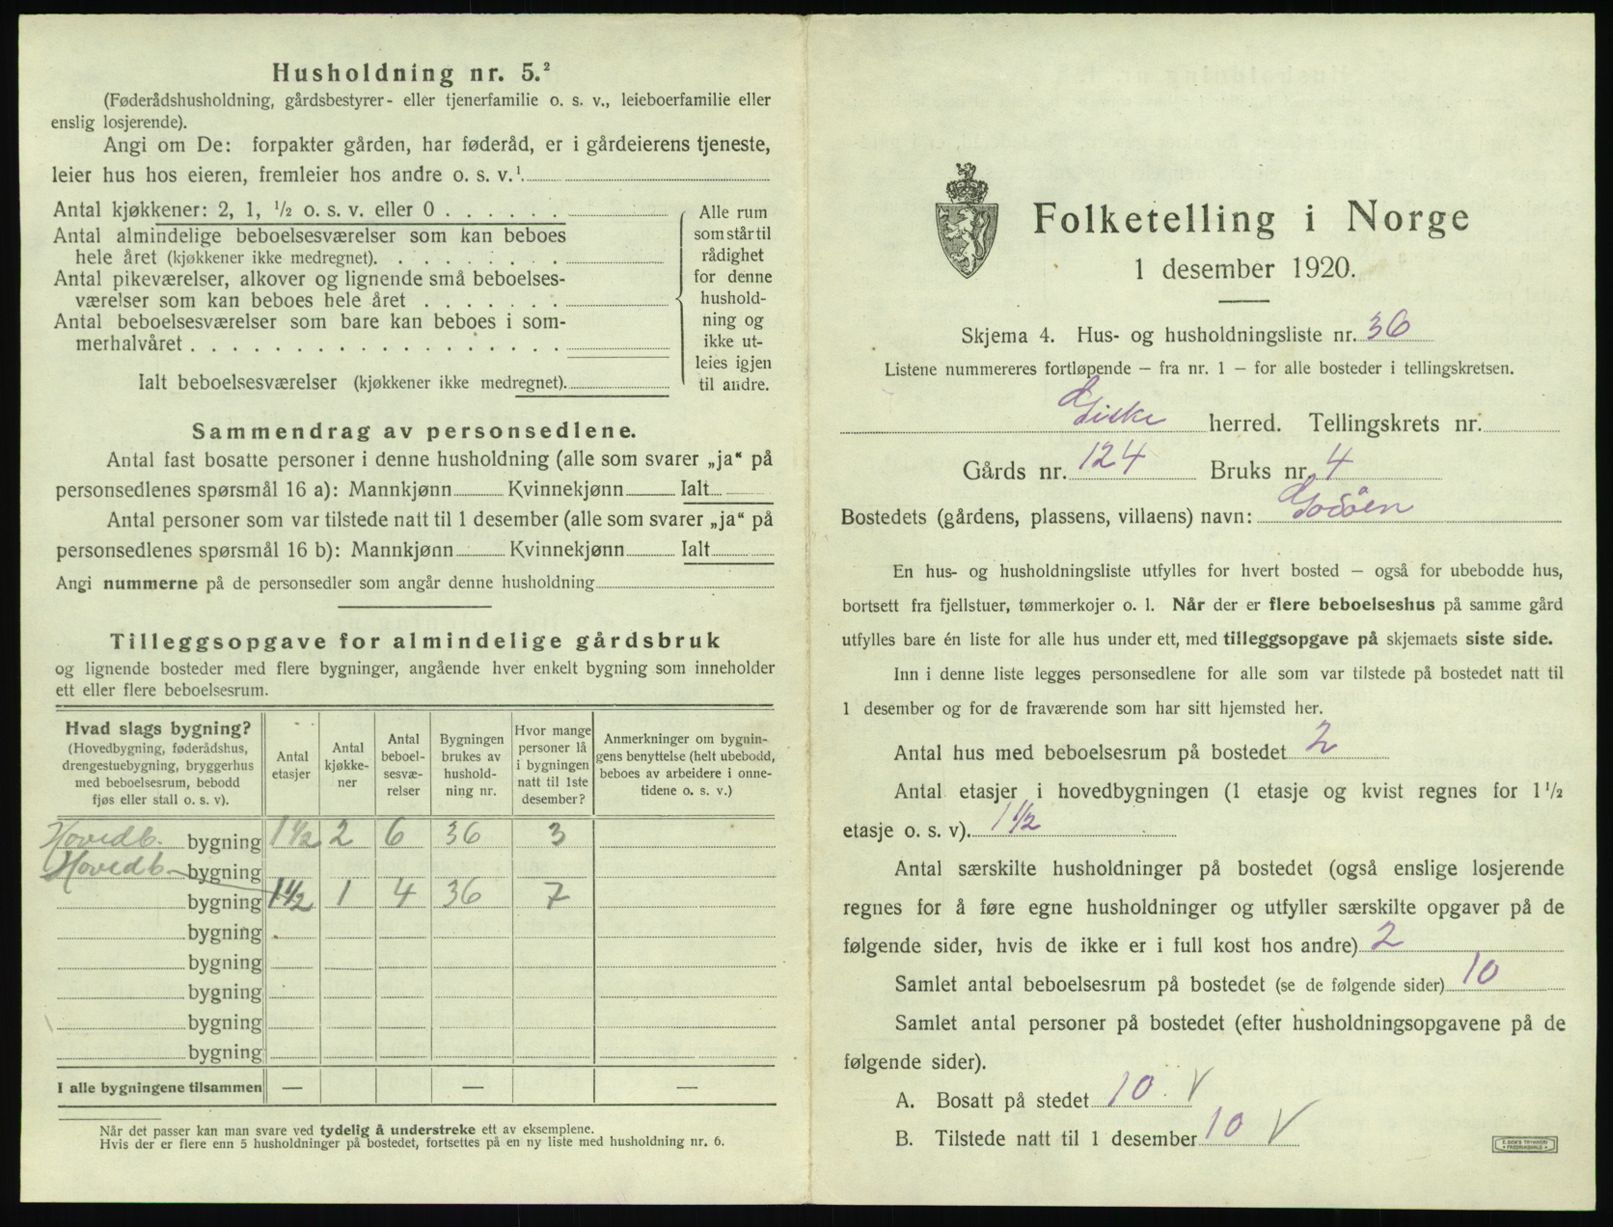 Husholdning nr. 5.²
(Føderådshusholdning, gårdsbestyrer- eller tjenerfamilie o. s. v., leieboerfamilie eller
enslig losjerende).
Angi om De: forpakter gården, har føderåd, er i gårdeierens tjeneste,
leier hus hos eieren, fremleier hos andre o. s. v.¹
Antal kjøkkener: 2, 1, ½ o. s. v. eller 0
Antal almindelige beboelsesværelser som kan beboes
hele året (kjøkkener ikke medregnet)
Antal pikeværelser, alkover og lignende små beboelses-
værelser som kan beboes hele året
Antal beboelsesværelser som bare kan beboes i som-
merhalvåret
Ialt beboelsesværelser (kjøkkener ikke medregnet)
Alle rum
som står til
rådighet
for denne
hushold-
ning og
ikke ut-
leies igjen
til andre.
Sammendrag av personsedlene.
Antal fast bosatte personer i denne husholdning (alle som svarer „ja“ på
personsedlenes spørsmål 16 a): Mannkjønn Kvinnekjønn Ialt
Antal personer som var tilstede natt til 1 desember (alle som svarer „ja“ på
personsedlenes spørsmål 16 b): Mannkjønn Kvinnekjønn Ialt
Angi nummerne på de personsedler som angår denne husholdning
Tilleggsopgave for almindelige gårdsbruk
og lignende bosteder med flere bygninger, angående hver enkelt bygning som inneholder
ett eller flere beboelsesrum.
Hvad slags bygning?
(Hovedbygning, føderådshus,
drengestuebygning, bryggerhus
med beboelsesrum, bebodd
fjøs eller stall o. s. v).
Antal
etasjer
Antal
kjøkke-
ner
Antal
beboel-
sesvæ-
relser
Bygningen
brukes av
hushold-
ning nr.
Hvor mange
personer lå
i bygningen
natt til 1ste
desember?
Anmerkninger om bygnin-
gens benyttelse (helt ubebodd,
beboes av arbeidere i onne-
tidene o. s. v.)
Hovedb. bygning 1½ 2 6 36 3
Hovedb. bygning
bygning 1½ 1 4 36 7
bygning
bygning
bygning
bygning
bygning
I alle bygningene tilsammen — — —
Når det passer kan man svare ved tydelig å understreke ett av eksemplene.
Hvis der er flere enn 5 husholdninger på bostedet, fortsettes på en ny liste med husholdning nr. 6.
Folketelling i Norge
1 desember 1920.
Skjema 4. Hus- og husholdningsliste nr. 36
Listene nummereres fortløpende – fra nr. 1 – for alle bosteder i tellingskretsen.
Giske herred. Tellingskrets nr.
Gårds nr. 124 Bruks nr. 4
Bostedets (gårdens, plassens, villaens) navn: Godøen
En hus- og husholdningsliste utfylles for hvert bosted – også for ubebodde hus,
bortsett fra fjellstuer, tømmerkojer o. l. Når der er flere beboelseshus på samme gård
utfylles bare én liste for alle hus under ett, med tilleggsopgave på skjemaets siste side.
Inn i denne liste legges personsedlene for alle som var tilstede på bostedet natt til
1 desember og for de fraværende som har sitt hjemsted her.
Antal hus med beboelsesrum på bostedet 2
Antal etasjer i hovedbygningen (1 etasje og kvist regnes for 1½
etasje o. s. v). 1½
Antal særskilte husholdninger på bostedet (også enslige losjerende
regnes for å føre egne husholdninger og utfyller særskilte opgaver på de
følgende sider, hvis de ikke er i full kost hos andre) 2
Samlet antal beboelsesrum på bostedet (se de følgende sider) 10
Samlet antal personer på bostedet (efter husholdningsopgavene på de
følgende sider).
A. Bosatt på stedet 10 V
B. Tilstede natt til 1 desember 10 V